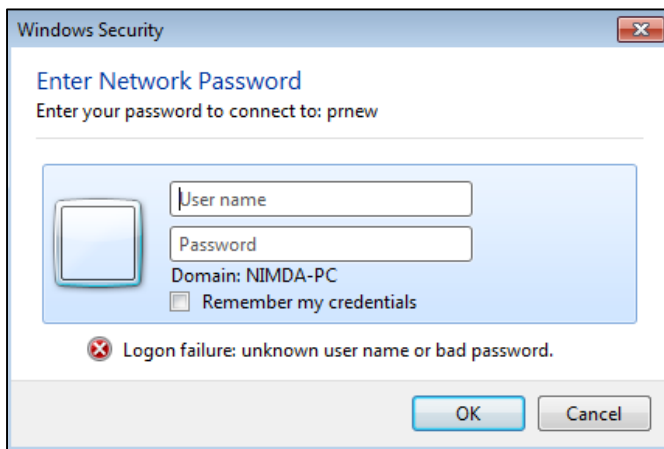 Windows Security
Enter Network Password
Enter your password to connect to: prnew
User name
Password
Domain: NIMDA-PC
Remember my credentials
Logon failure: unknown user name or bad password.
OK Cancel